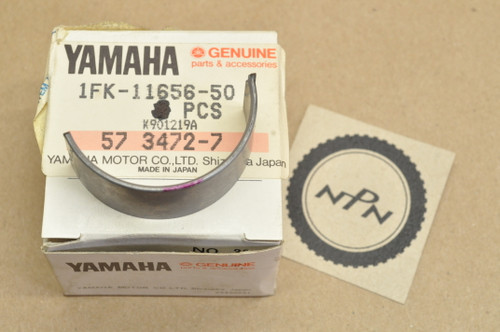 YAMAHA
GENUINE
parts & accessories
1FK-11656-50
PCS
K901219A
57 3472-7
YAMAHA MOTOR CO.,LTD. Shizuoka Japan
MADE IN JAPAN
NPN
NO.
YAMAHA
GENUINE